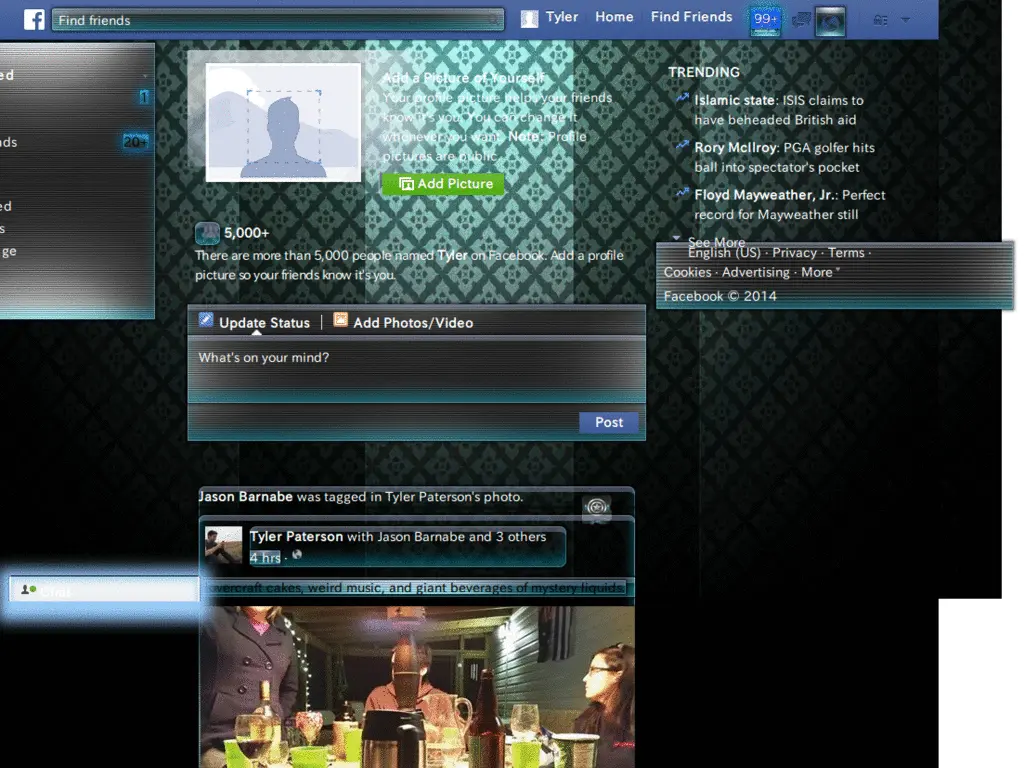 Find friends
Tyler Home Find Friends 99+
ed
1
ds
20+
ed
s
ge
Add a Picture of Yourself
Your profile picture helps your friends
know it's you. You can change it
whenever you want. Note: Profile
pictures are public.
Add Picture
5,000+
There are more than 5,000 people named Tyler on Facebook. Add a profile
picture so your friends know it's you.
Update Status | Add Photos/Video
What's on your mind?
Post
TRENDING
Islamic state: ISIS claims to
have beheaded British aid
Rory McIlroy: PGA golfer hits
ball into spectator's pocket
Floyd Mayweather, Jr.: Perfect
record for Mayweather still
See More
English (US) · Privacy · Terms ·
Cookies · Advertising · More
Facebook © 2014
Jason Barnabe was tagged in Tyler Paterson's photo.
Tyler Paterson with Jason Barnabe and 3 others
4 hrs ·
wercraft cakes, weird music, and giant beverages of mystery liquids.
Chat